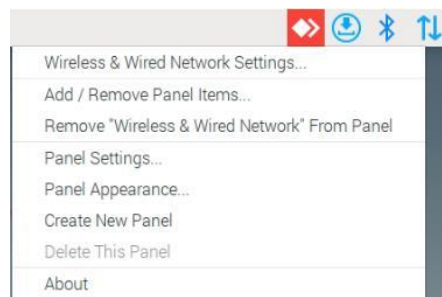 Wireless & Wired Network Settings...
Add / Remove Panel Items...
Remove "Wireless & Wired Network" From Panel
Panel Settings...
Panel Appearance...
Create New Panel
Delete This Panel
About